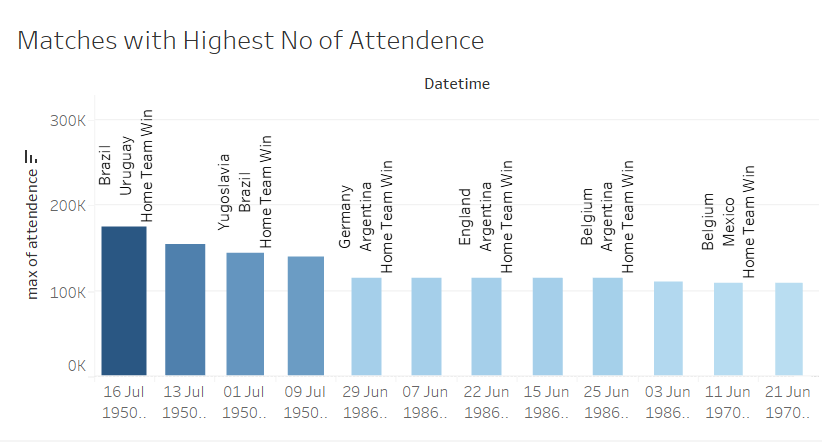 Matches with Highest No of Attendence
Datetime
max of attendence
300K
200K
100K
0K
Brazil
Uruguay
Home Team Win
Yugoslavia
Brazil
Home Team Win
Germany
Argentina
Home Team Win
England
Argentina
Home Team Win
Belgium
Argentina
Home Team Win
Belgium
Mexico
Home Team Win
16 Jul
1950..
13 Jul
1950..
01 Jul
1950..
09 Jul
1950..
29 Jun
1986..
07 Jun
1986..
22 Jun
1986..
15 Jun
1986..
25 Jun
1986..
03 Jun
1986..
11 Jun
1970..
21 Jun
1970..